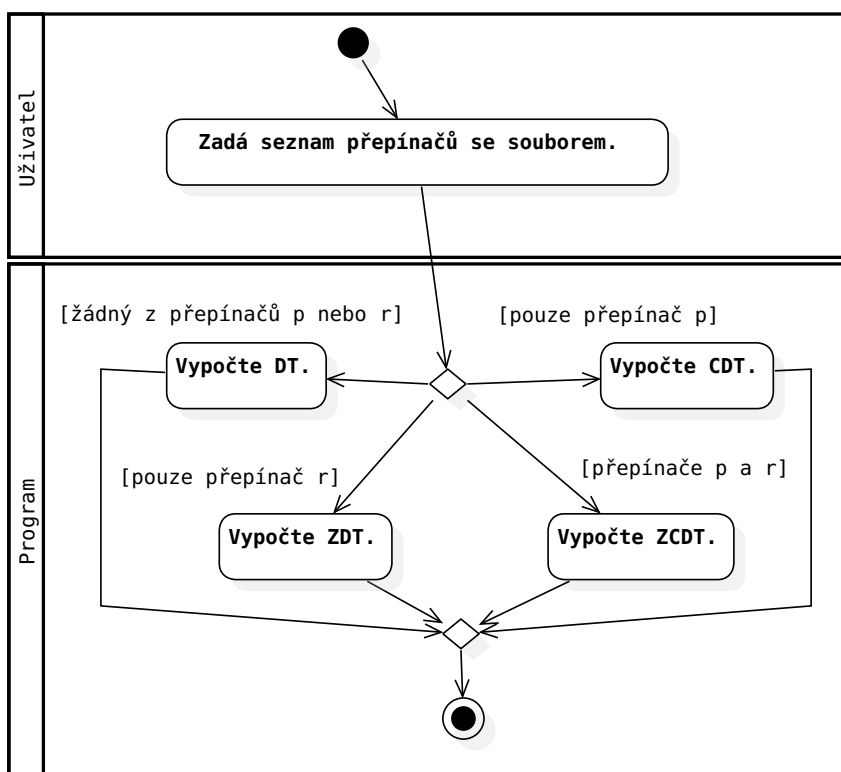 Uživatel
Zadá seznam přepínačů se souborem.
Program
[žádný z přepínačů p nebo r]
[pouze přepínač p]
Vypočte DT.
Vypočte CDT.
[pouze přepínač r]
[přepínače p a r]
Vypočte ZDT.
Vypočte ZCDT.